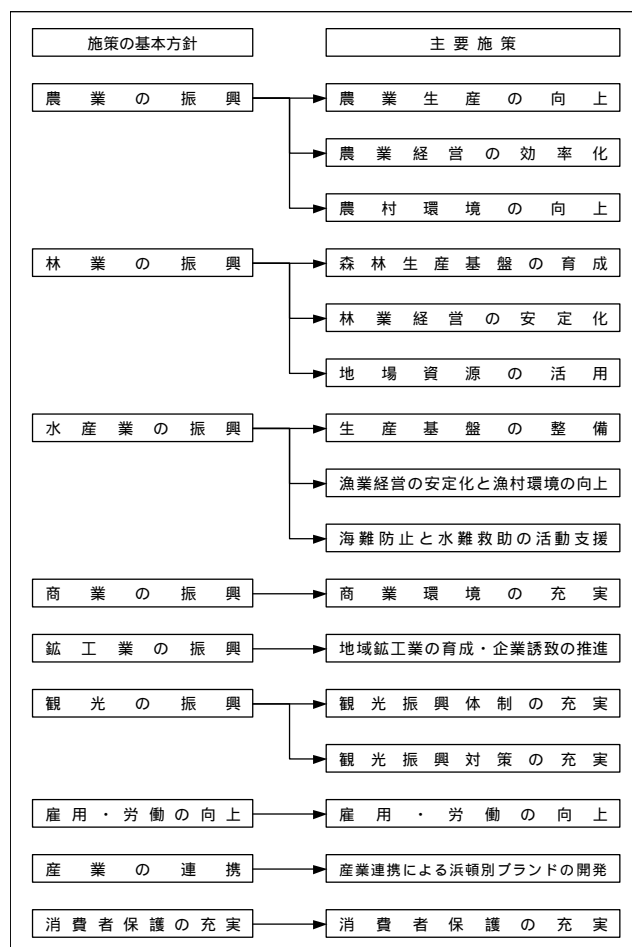 施策の基本方針
主要施策
農業の振興
農業生産の向上
農業経営の効率化
農村環境の向上
林業の振興
森林生産基盤の育成
林業経営の安定化
地場資源の活用
水産業の振興
生産基盤の整備
漁業経営の安定化と漁村環境の向上
海難防止と水難救助の活動支援
商業の振興
商業環境の充実
鉱工業の振興
地域鉱工業の育成・企業誘致の推進
観光の振興
観光振興体制の充実
観光振興対策の充実
雇用・労働の向上
雇用・労働の向上
産業の連携
産業連携による浜頓別ブランドの開発
消費者保護の充実
消費者保護の充実